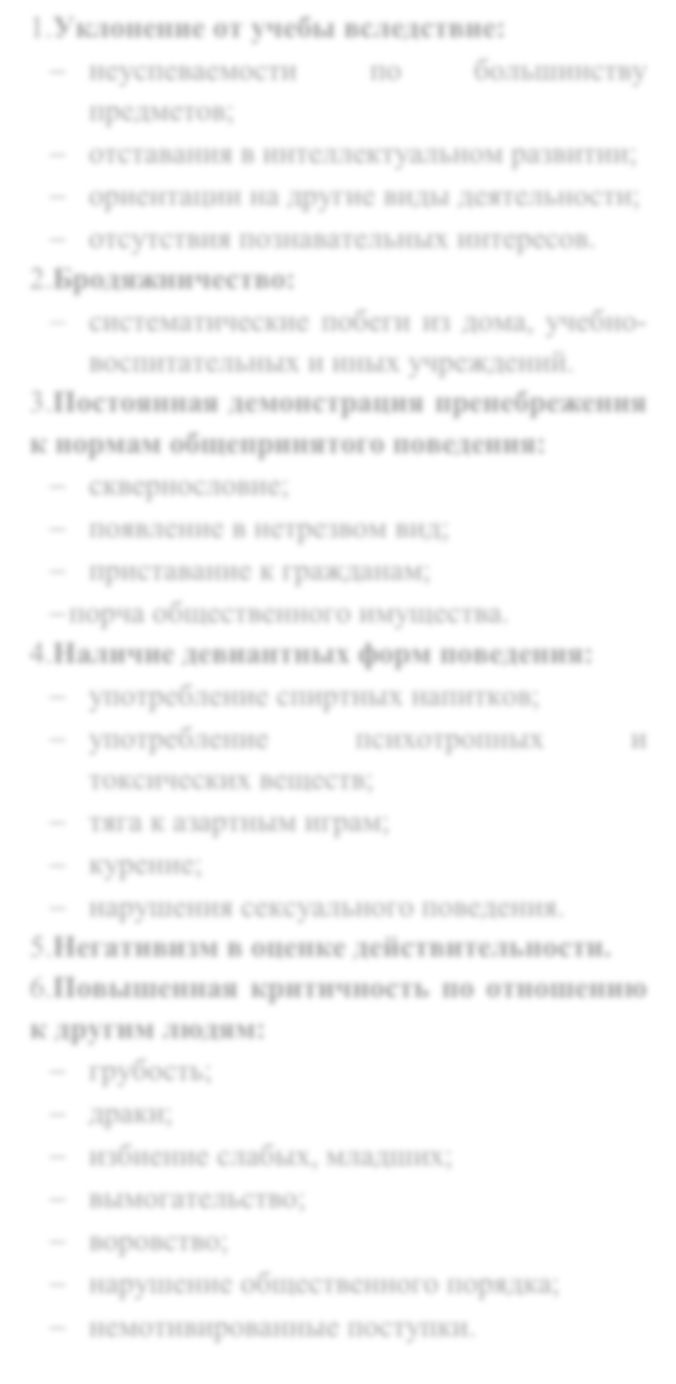 1.Уклонение от учебы вследствие:
– неуспеваемости по большинству
предметов;
– отставания в интеллектуальном развитии;
– ориентации на другие виды деятельности;
– отсутствия познавательных интересов.
2.Бродяжничество:
– систематические побеги из дома, учебно-
воспитательных и иных учреждений.
3.Постоянная демонстрация пренебрежения
к нормам общепринятого поведения:
– сквернословие;
– появление в нетрезвом вид;
– приставание к гражданам;
–порча общественного имущества.
4.Наличие девиантных форм поведения:
– употребление спиртных напитков;
– употребление психотропных и
токсических веществ;
– тяга к азартным играм;
– курение;
– нарушения сексуального поведения.
5.Негативизм в оценке действительности.
6.Повышенная критичность по отношению
к другим людям:
– грубость;
– драки;
– избиение слабых, младших;
– вымогательство;
– воровство;
– нарушение общественного порядка;
– немотивированные поступки.